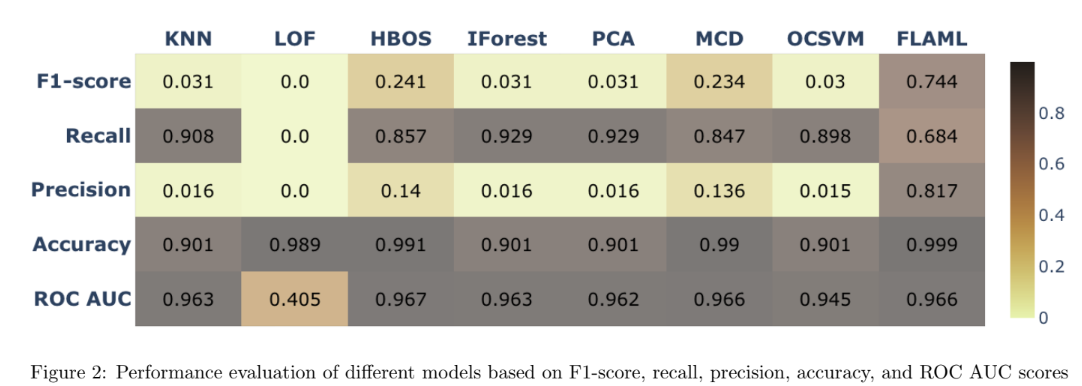 KNN LOF HBOS IForest PCA MCD OCSVM FLAML
F1-score 0.031 0.0 0.241 0.031 0.031 0.234 0.03 0.744
Recall 0.908 0.0 0.857 0.929 0.929 0.847 0.898 0.684
Precision 0.016 0.0 0.14 0.016 0.016 0.136 0.015 0.817
Accuracy 0.901 0.989 0.991 0.901 0.901 0.99 0.901 0.999
ROC AUC 0.963 0.405 0.967 0.963 0.962 0.966 0.945 0.966
0.8
0.6
0.4
0.2
0
Figure 2: Performance evaluation of different models based on F1-score, recall, precision, accuracy, and ROC AUC scores